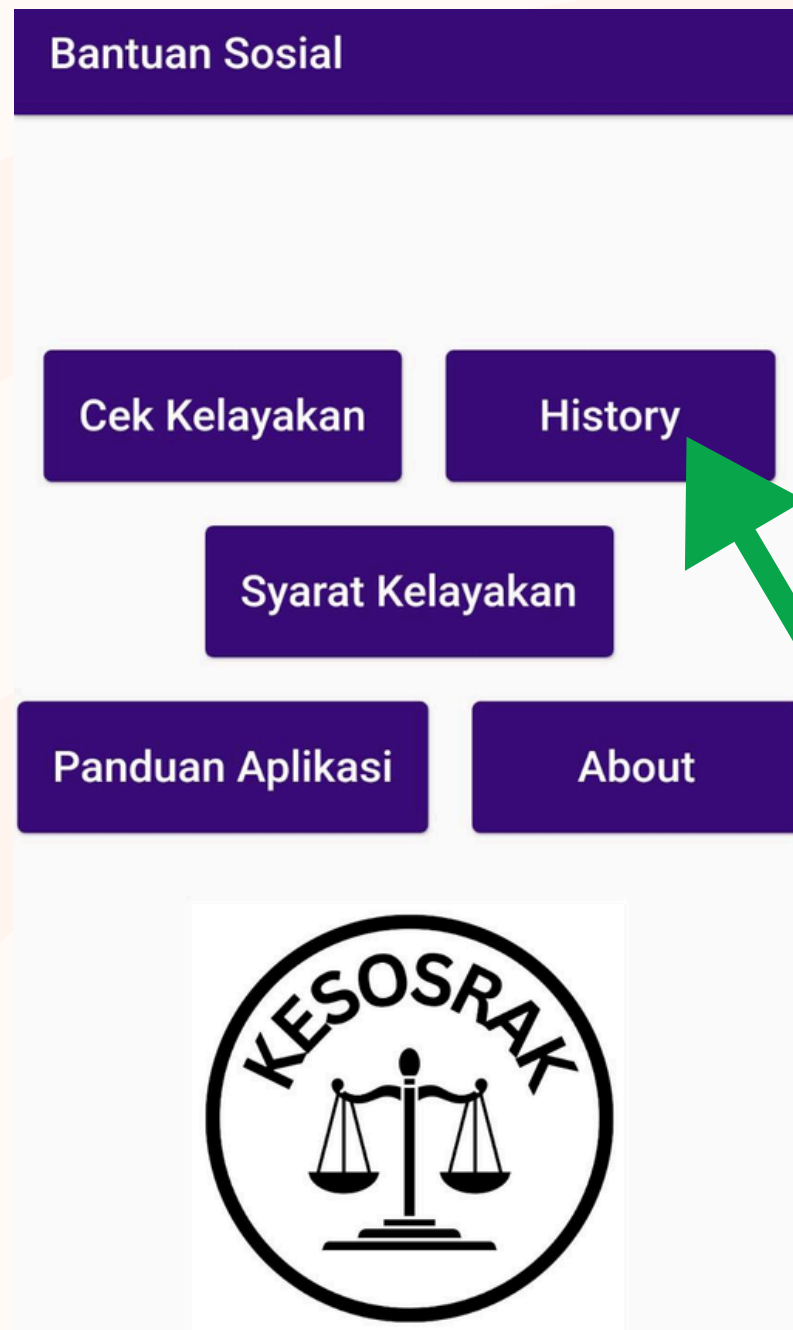 Bantuan Sosial
Cek Kelayakan
History
Syarat Kelayakan
Panduan Aplikasi
About
KESOSRAK